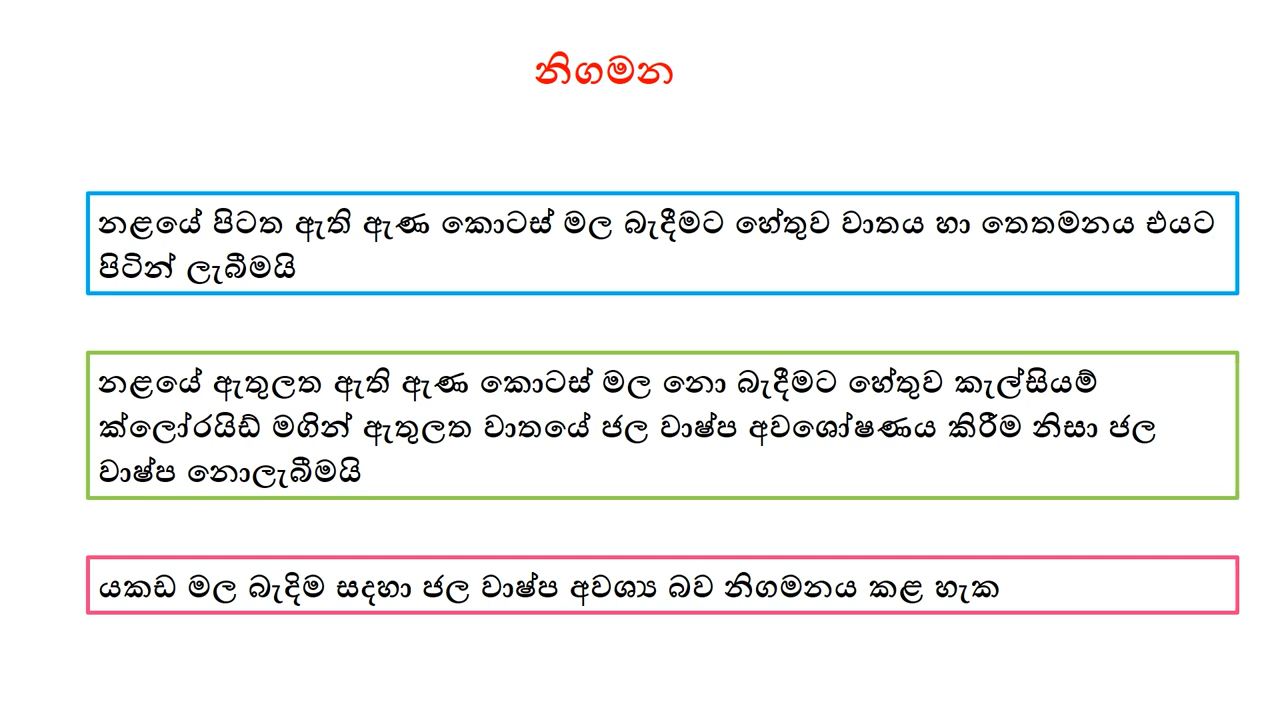 නිගමන
නළයේ පිටත ඇති ඇණ කොටස් මල බැදීමට හේතුව වාතය හා තෙතමනය එයට
පිටින් ලැබීමයි
නළයේ ඇතුලත ඇති ඇණ කොටස් මල නො බැදීමට හේතුව කැල්සියම්
ක්ලෝරයිඩ් මගින් ඇතුලත වාතයේ ජල වාෂ්ප අවශෝෂණය කිරීම නිසා ජල
වාෂ්ප නොලැබීමයි
යකඩ මල බැදිම සදහා ජල වාෂ්ප අවශ්‍ය බව නිගමනය කළ හැක